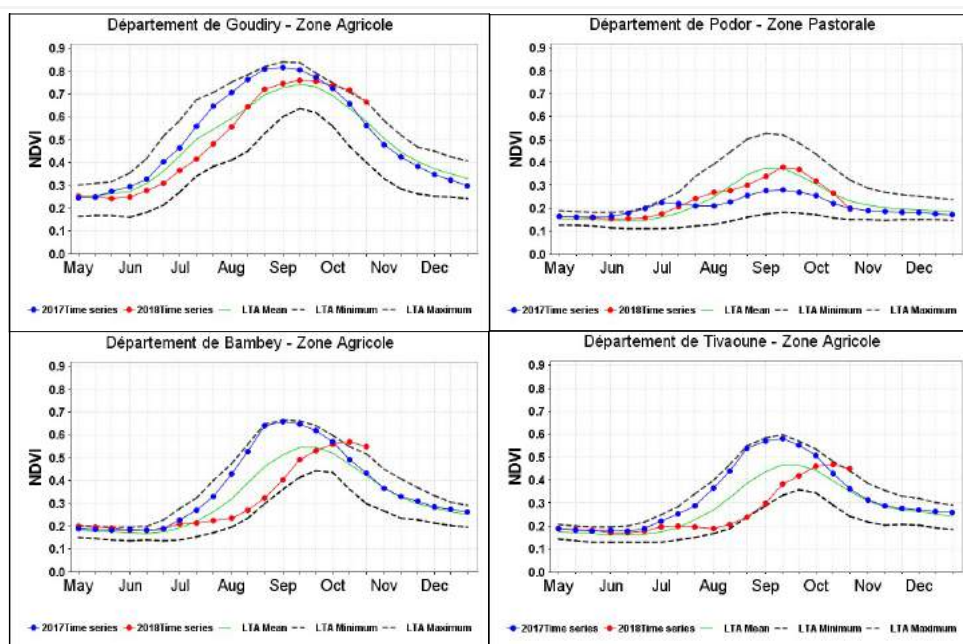 Département de Goudiry - Zone Agricole
NDVI
0.9
0.8
0.7
0.6
0.5
0.4
0.3
0.2
0.1
0.0
May Jun Jul Aug Sep Oct Nov Dec
2017Time series 2018Time series LTA Mean LTA Minimum LTA Maximum
Département de Podor - Zone Pastorale
NDVI
0.9
0.8
0.7
0.6
0.5
0.4
0.3
0.2
0.1
0.0
May Jun Jul Aug Sep Oct Nov Dec
2017Time series 2018Time series LTA Mean LTA Minimum LTA Maximum
Département de Bambey - Zone Agricole
NDVI
0.9
0.8
0.7
0.6
0.5
0.4
0.3
0.2
0.1
0.0
May Jun Jul Aug Sep Oct Nov Dec
2017Time series 2018Time series LTA Mean LTA Minimum LTA Maximum
Département de Tivaoune - Zone Agricole
NDVI
0.9
0.8
0.7
0.6
0.5
0.4
0.3
0.2
0.1
0.0
May Jun Jul Aug Sep Oct Nov Dec
2017Time series 2018Time series LTA Mean LTA Minimum LTA Maximum